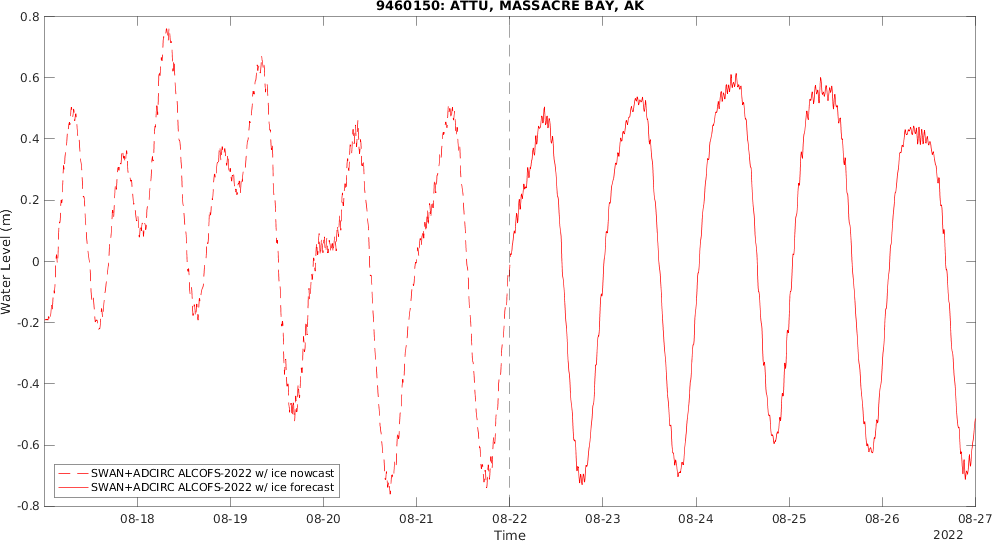 9460150: ATTU, MASSACRE BAY, AK
Water Level (m)
0.8
0.6
0.4
0.2
0
-0.2
-0.4
-0.6
-0.8
SWAN+ADCIRC ALCOFS-2022 w/ ice nowcast
SWAN+ADCIRC ALCOFS-2022 w/ ice forecast
08-18 08-19 08-20 08-21 08-22 08-23 08-24 08-25 08-26 08-27
Time
2022